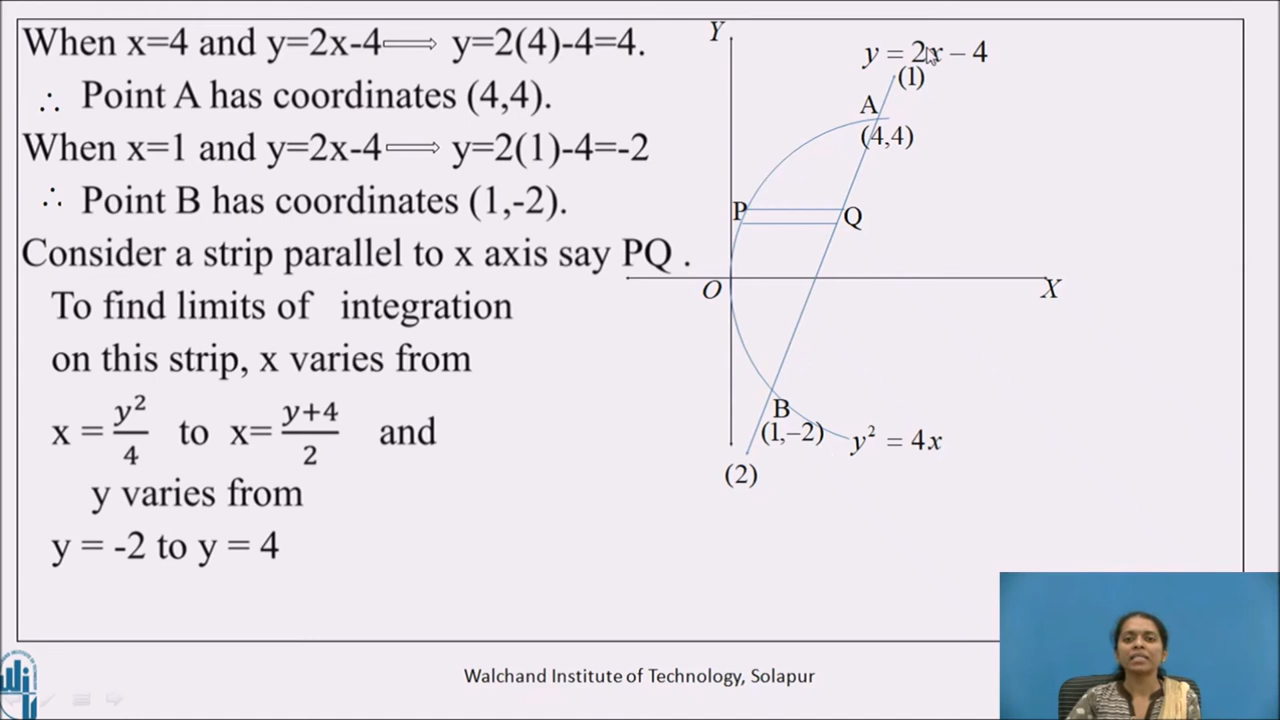 When x=4 and y=2x-4⟹ y=2(4)-4=4.
∴ Point A has coordinates (4,4).
When x=1 and y=2x-4⟹ y=2(1)-4=-2
∴ Point B has coordinates (1,-2).
Consider a strip parallel to x axis say PQ .
To find limits of integration
on this strip, x varies from
x = y²/4 to x= (y+4)/2 and
y varies from
y = -2 to y = 4
Y
y = 2x – 4
(1)
A
(4,4)
P
Q
O
X
B
(1,–2)
y² = 4x
(2)
Walchand Institute of Technology, Solapur